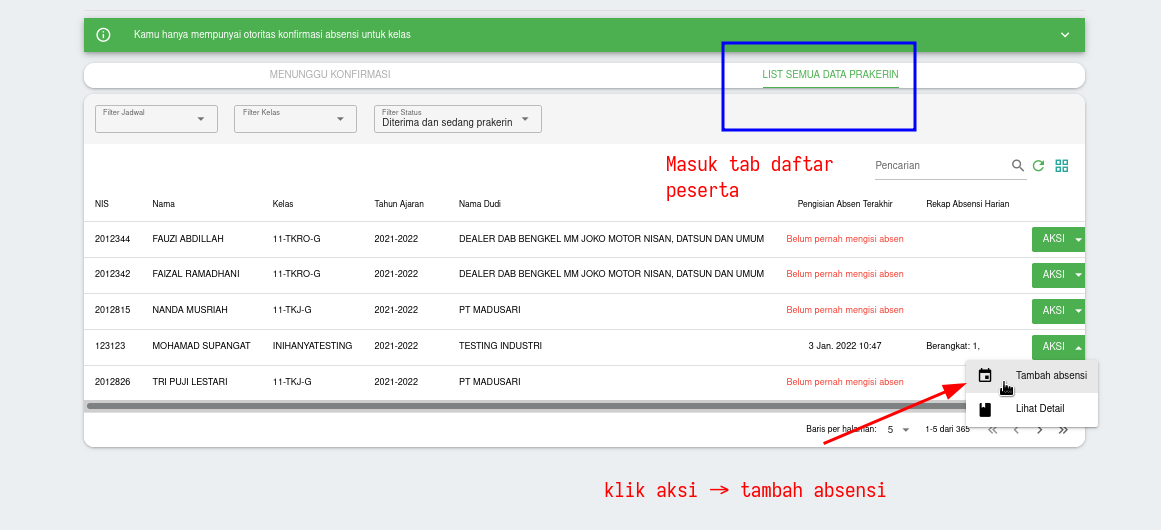 Kamu hanya mempunyai otoritas konfirmasi absensi untuk kelas
MENUNGGU KONFIRMASI LIST SEMUA DATA PRAKERIN
Filter Jadwal Filter Kelas Filter Status
Diterima dan sedang prakerin
Masuk tab daftar
peserta
Pencarian
NIS Nama Kelas Tahun Ajaran Nama Dudi Pengisian Absen Terakhir Rekap Absensi Harian
2012344 FAUZI ABDILLAH 11-TKRO-G 2021-2022 DEALER DAB BENGKEL MM JOKO MOTOR NISAN, DATSUN DAN UMUM Belum pernah mengisi absen AKSI
2012342 FAIZAL RAMADHANI 11-TKRO-G 2021-2022 DEALER DAB BENGKEL MM JOKO MOTOR NISAN, DATSUN DAN UMUM Belum pernah mengisi absen AKSI
2012815 NANDA MUSRIAH 11-TKJ-G 2021-2022 PT MADUSARI Belum pernah mengisi absen AKSI
123123 MOHAMAD SUPANGAT INIHANYATESTING 2021-2022 TESTING INDUSTRI 3 Jan. 2022 10:47 Berangkat: 1, AKSI
2012826 TRI PUJI LESTARI 11-TKJ-G 2021-2022 PT MADUSARI Belum pernah mengisi absen
Tambah absensi
Lihat Detail
Baris per halaman: 5 1-5 dari 365
klik aksi → tambah absensi